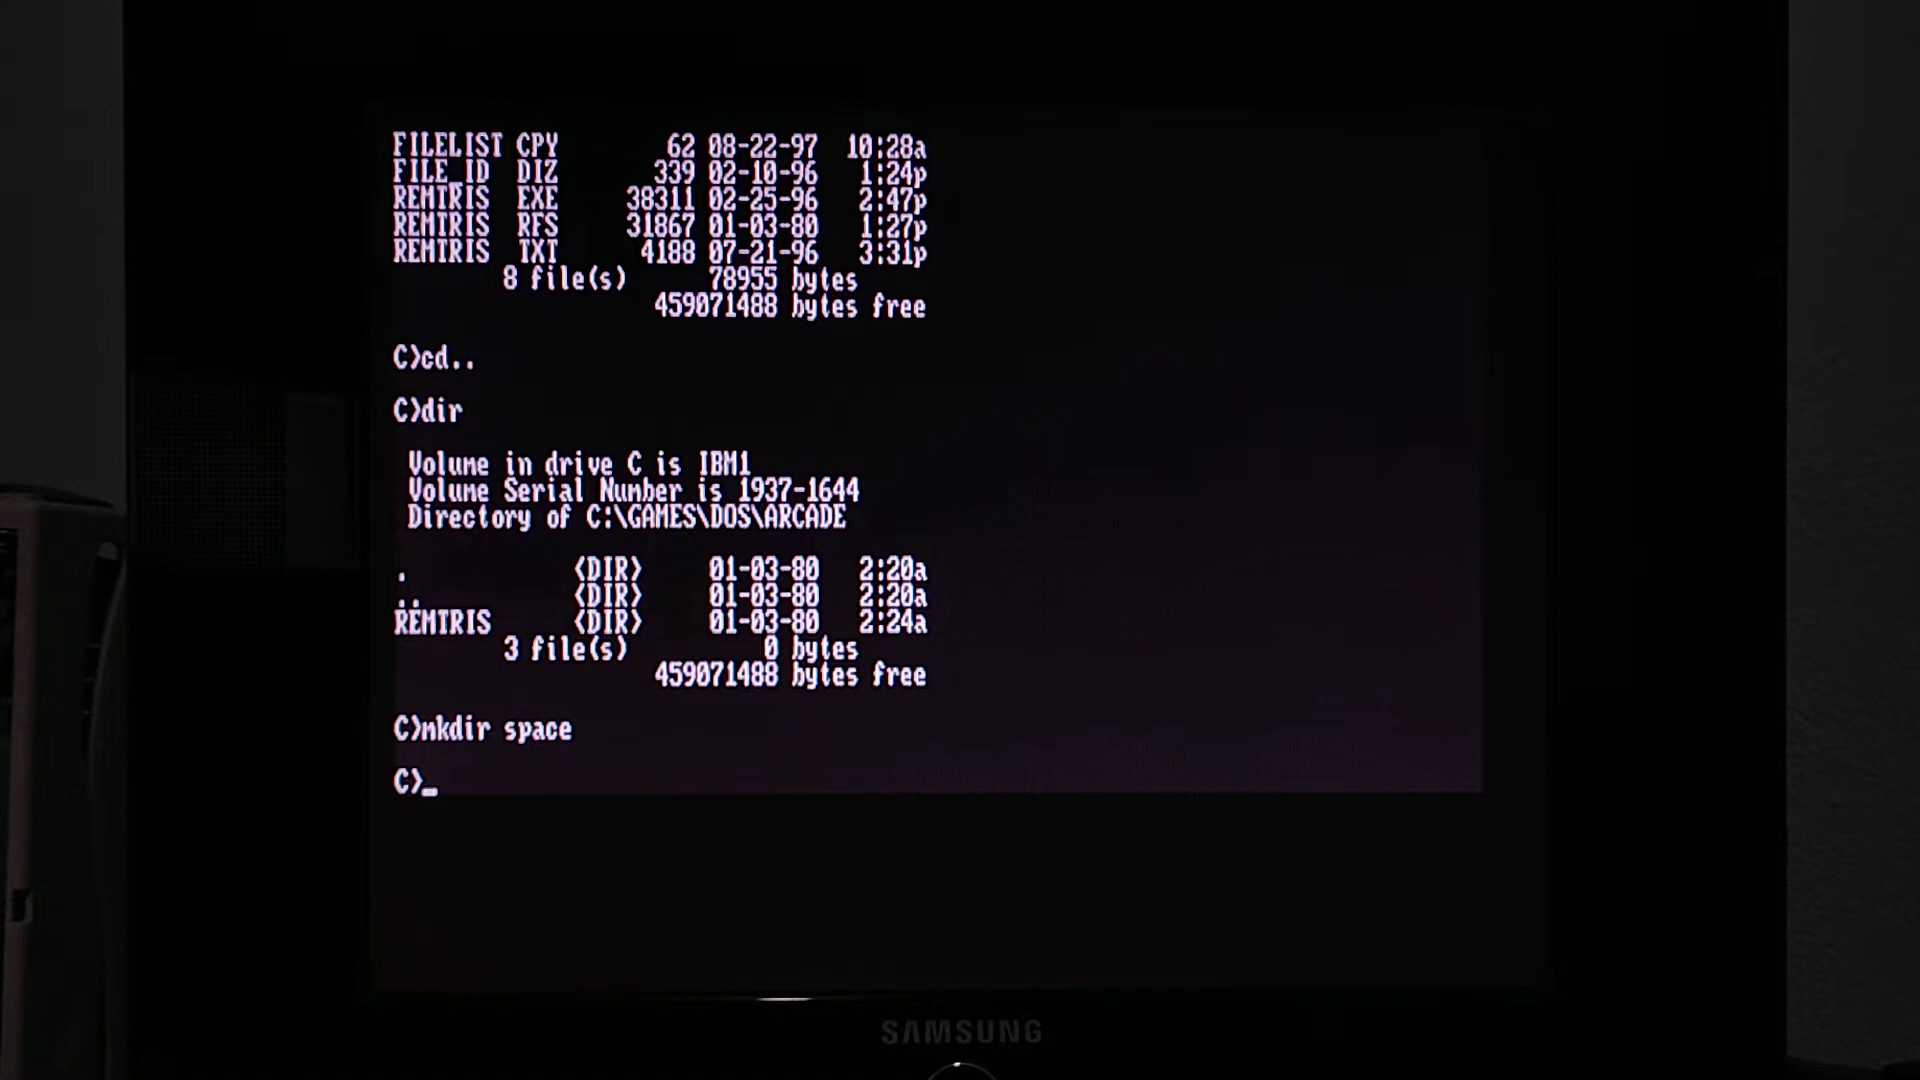 FILELIST CPY        62 08-22-97  10:28a
FILE_ID  DIZ       339 02-10-96   1:24p
REMTRIS  EXE     38311 02-25-96   2:47p
REMTRIS  RFS     31867 01-03-80   1:27p
REMTRIS  TXT      4188 07-21-96   3:31p
8 file(s)      78955 bytes
459071488 bytes free
C>cd..
C>dir
Volume in drive C is IBM1
Volume Serial Number is 1937-1644
Directory of C:\GAMES\DOS\ARCADE
.            <DIR>     01-03-80   2:20a
..           <DIR>     01-03-80   2:20a
REMTRIS      <DIR>     01-03-80   2:24a
3 file(s)          0 bytes
459071488 bytes free
C>mkdir space
C>_
SAMSUNG